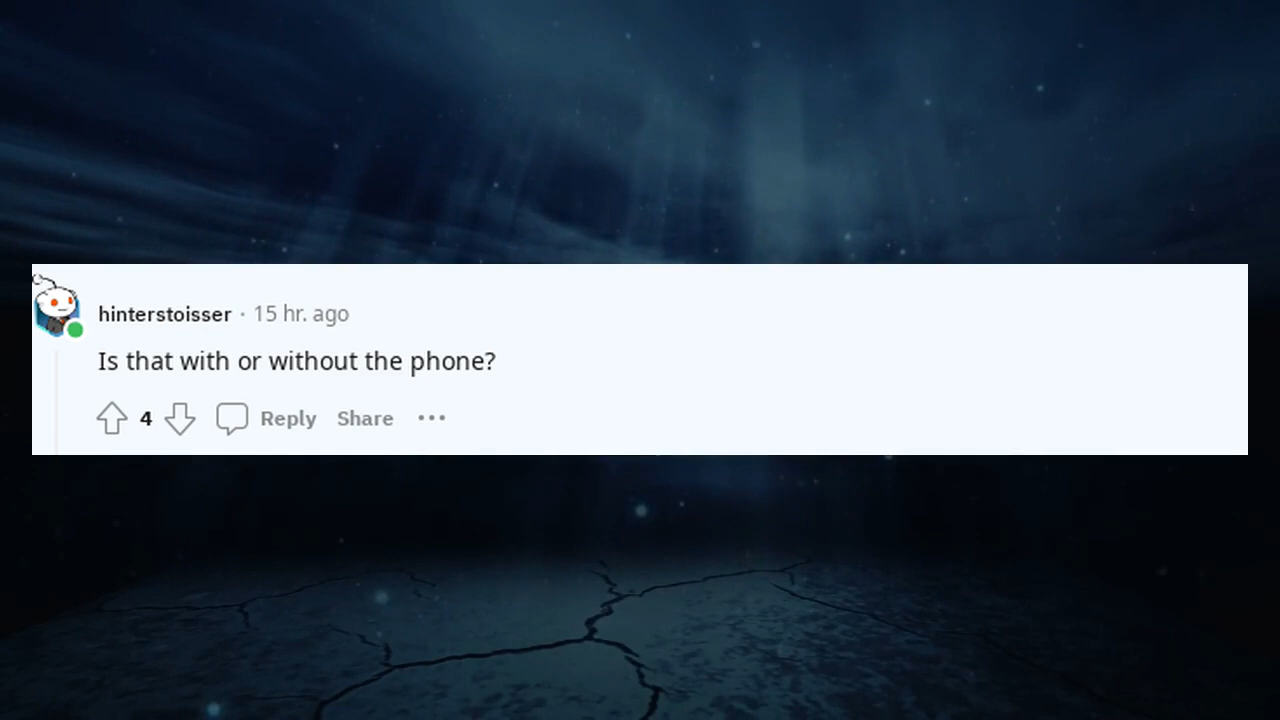 hinterstoisser · 15 hr. ago
Is that with or without the phone?
4 Reply Share ···